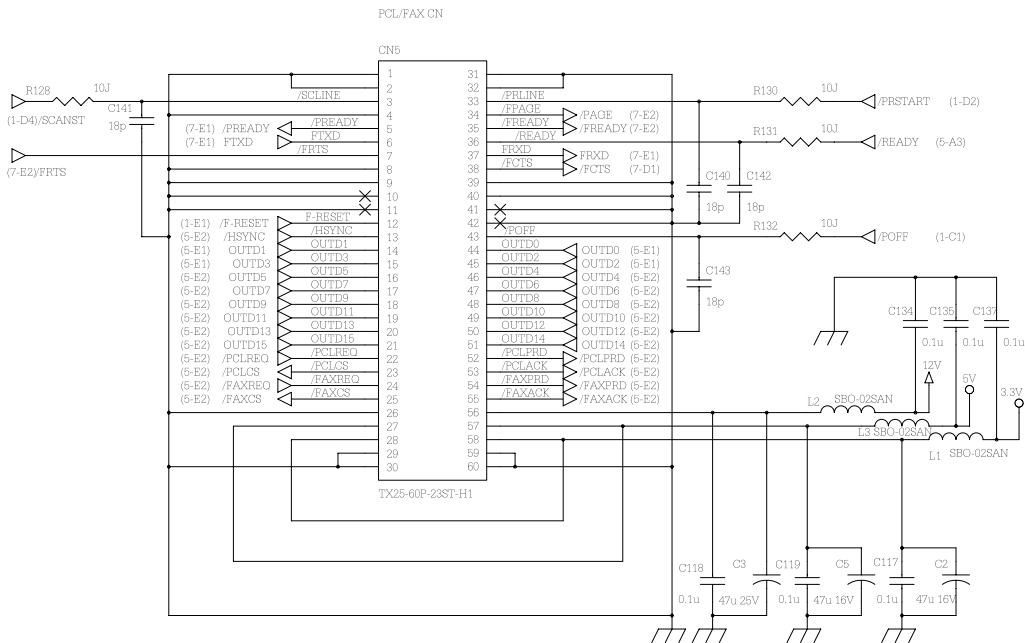 PCL/FAX CN
CN5
R128 10J
C141
18p
(1-D4)/SCANST
(7-E2)/FRTS
/SCLINE
(7-E1) /PREADY /PREADY
(7-E1) FTXD FTXD
/FRTS
(1-E1) /F-RESET F-RESET
(5-E2) /HSYNC /HSYNC
(5-E1) OUTD1 OUTD1
(5-E1) OUTD3 OUTD3
(5-E2) OUTD5 OUTD5
(5-E2) OUTD7 OUTD7
(5-E2) OUTD9 OUTD9
(5-E2) OUTD11 OUTD11
(5-E2) OUTD13 OUTD13
(5-E2) OUTD15 OUTD15
(5-E2) /PCLREQ /PCLREQ
(5-E2) /PCLCS /PCLCS
(5-E2) /FAXREQ /FAXREQ
(5-E2) /FAXCS /FAXCS
1 31
2 32
3 33
4 34
5 35
6 36
7 37
8 38
9 39
10 40
11 41
12 42
13 43
14 44
15 45
16 46
17 47
18 48
19 49
20 50
21 51
22 52
23 53
24 54
25 55
26 56
27 57
28 58
29 59
30 60
TX25-60P-23ST-H1
/PRLINE
/FPAGE /PAGE (7-E2)
/FREADY /FREADY (7-E2)
/READY
FRXD FRXD (7-E1)
/FCTS /FCTS (7-D1)
/POFF
OUTD0 OUTD0 (5-E1)
OUTD2 OUTD2 (5-E1)
OUTD4 OUTD4 (5-E2)
OUTD6 OUTD6 (5-E2)
OUTD8 OUTD8 (5-E2)
OUTD10 OUTD10 (5-E2)
OUTD12 OUTD12 (5-E2)
OUTD14 OUTD14 (5-E2)
/PCLPRD /PCLPRD (5-E2)
/PCLACK /PCLACK (5-E2)
/FAXPRD /FAXPRD (5-E2)
/FAXACK /FAXACK (5-E2)
R130 10J /PRSTART (1-D2)
R131 10J /READY (5-A3)
C140 C142
18p 18p
R132 10J /POFF (1-C1)
C143
18p
C134 C135 C137
0.1u 0.1u 0.1u
12V
5V
3.3V
L2 SBO-02SAN
L3 SBO-02SAN
L1 SBO-02SAN
C118 C3 C119 C5 C117 C2
0.1u 47u 25V 0.1u 47u 16V 0.1u 47u 16V